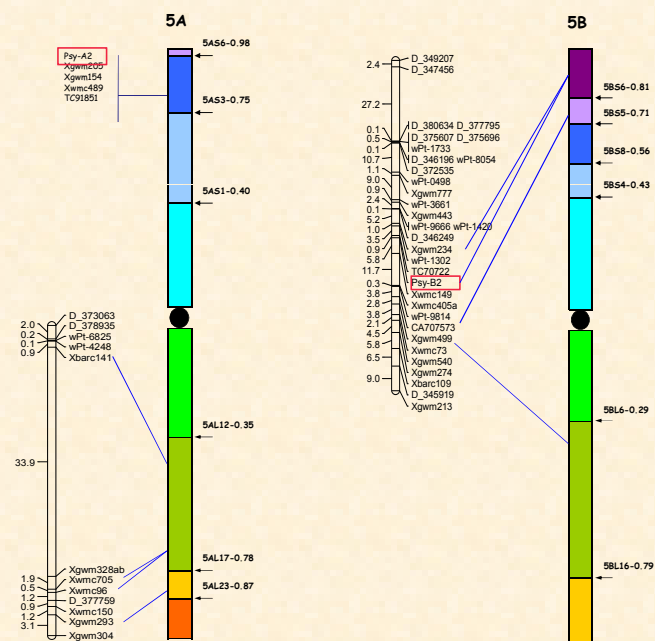 5A
Psy-A2
Xgwm205
Xgwm154
Xwmc489
TC91851
5AS6-0.98
5AS3-0.75
5AS1-0.40
D_373063
2.0 D_378935
0.2 wPt-6825
0.1 wPt-4248
0.9 Xbarc141
33.9
5AL12-0.35
Xgwm328ab
1.9 Xwmc705
0.5 Xwmc96
1.2 D_377759
0.9 Xwmc150
1.2 Xgwm293
3.1 Xgwm304
5AL17-0.78
5AL23-0.87
5B
D_349207
2.4 D_347456
27.2
D_380634 D_377795
0.1 D_375607 D_375696
0.5 wPt-1733
0.1 D_346196 wPt-8054
10.7 D_372535
1.1 wPt-0498
9.0 Xgwm777
0.9 wPt-3661
2.4 Xgwm443
0.1 wPt-9666 wPt-1420
5.2 D_346249
1.0 Xgwm234
3.5 wPt-1302
0.9 TC70722
5.8 Psy-B2
11.7 Xwmc149
0.3 Xwmc405a
3.8 wPt-9814
2.8 CA707573
3.8 Xgwm499
2.1 Xwmc73
4.5 Xgwm540
5.8 Xgwm274
6.5 Xbarc109
9.0 D_345919
Xgwm213
5BS6-0.81
5BS5-0.71
5BS8-0.56
5BS4-0.43
5BL6-0.29
5BL16-0.79